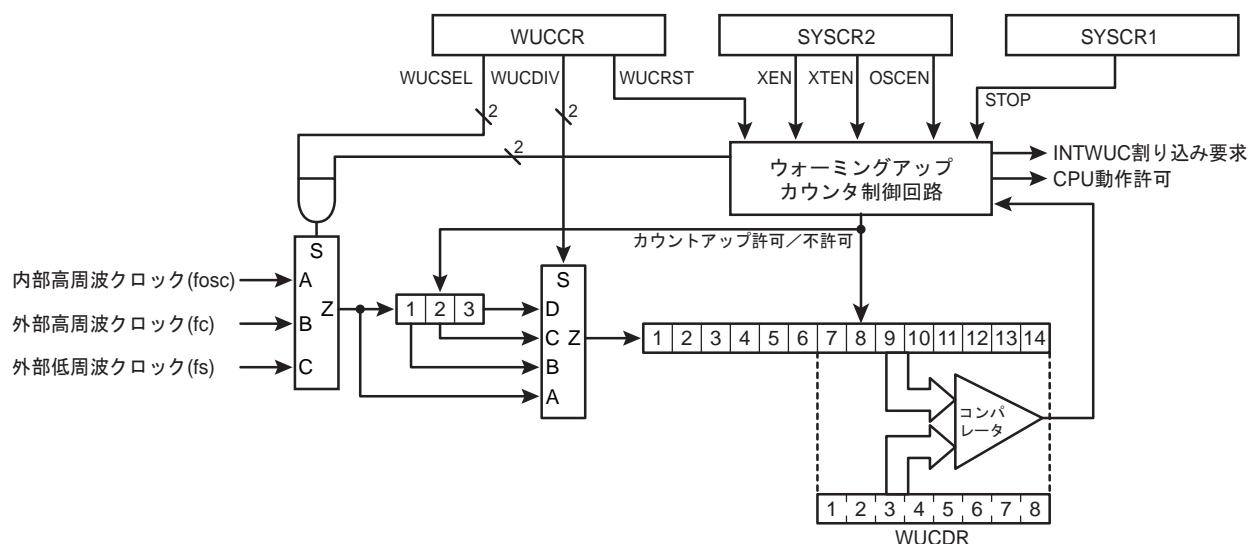 WUCCR
SYSCR2
SYSCR1
WUCSEL
WUCDIV
WUCRST
XEN
XTEN
OSCEN
STOP
2
2
2
ウォーミングアップ
カウンタ制御回路
INTWUC割り込み要求
CPU動作許可
カウントアップ許可／不許可
S
A
B
C
Z
内部高周波クロック(fosc)
外部高周波クロック(fc)
外部低周波クロック(fs)
1 2 3
S
D
C
B
A
Z
1 2 3 4 5 6 7 8 9 10 11 12 13 14
コンパ
レータ
1 2 3 4 5 6 7 8
WUCDR